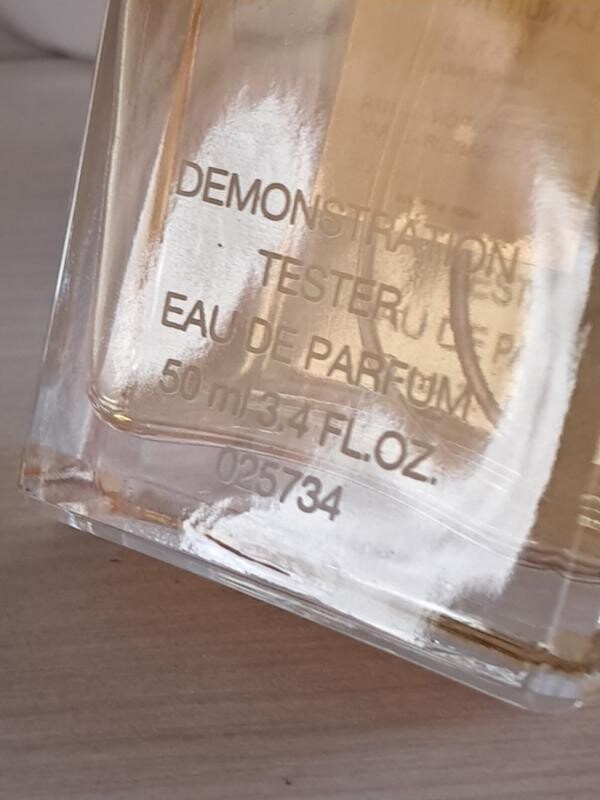 DEMONSTRATION
TESTER
EAU DE PARFUM
50 ml 3.4 FL.OZ.
025734